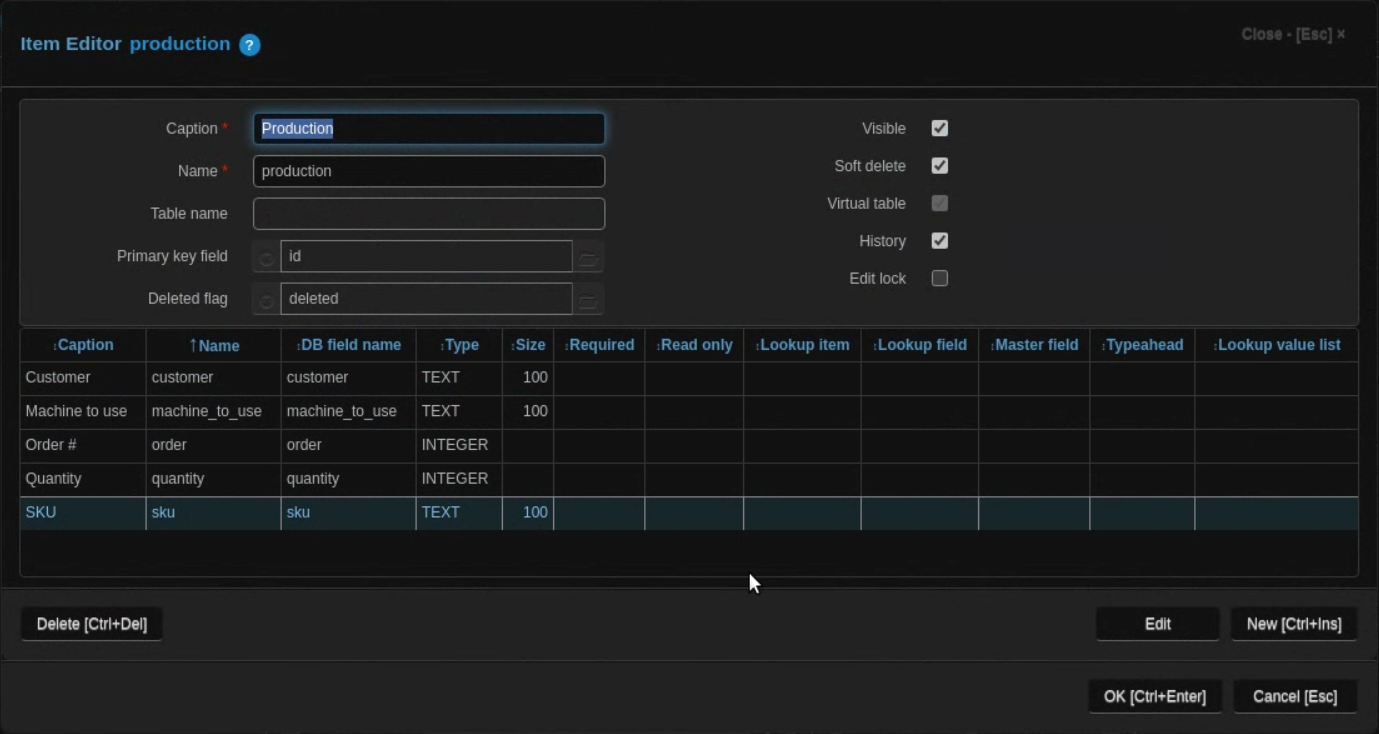 Item Editor production ?
Close - [Esc] ×
Caption *
Production
Visible
Name *
production
Soft delete
Table name
Virtual table
Primary key field
id
History
Deleted flag
deleted
Edit lock
↕Caption ↑Name ↕DB field name ↕Type ↕Size ↕Required ↕Read only ↕Lookup item ↕Lookup field ↕Master field ↕Typeahead ↕Lookup value list
Customer customer customer TEXT 100
Machine to use machine_to_use machine_to_use TEXT 100
Order # order order INTEGER
Quantity quantity quantity INTEGER
SKU sku sku TEXT 100
Delete [Ctrl+Del]
Edit
New [Ctrl+Ins]
OK [Ctrl+Enter]
Cancel [Esc]